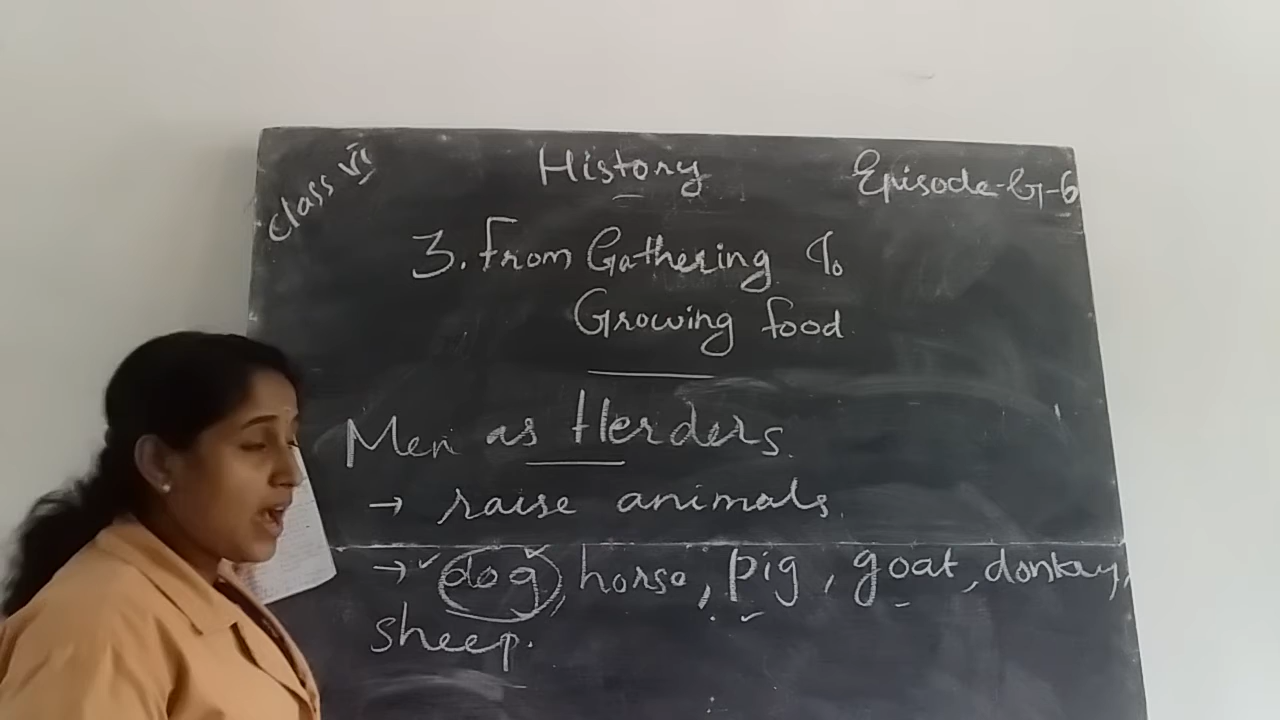 Class VI
History
Episode-G-6
3. From Gathering to
Growing food
Men as Herders.
→ raise animals.
→ dog, horse, pig, goat, donkay,
sheep.